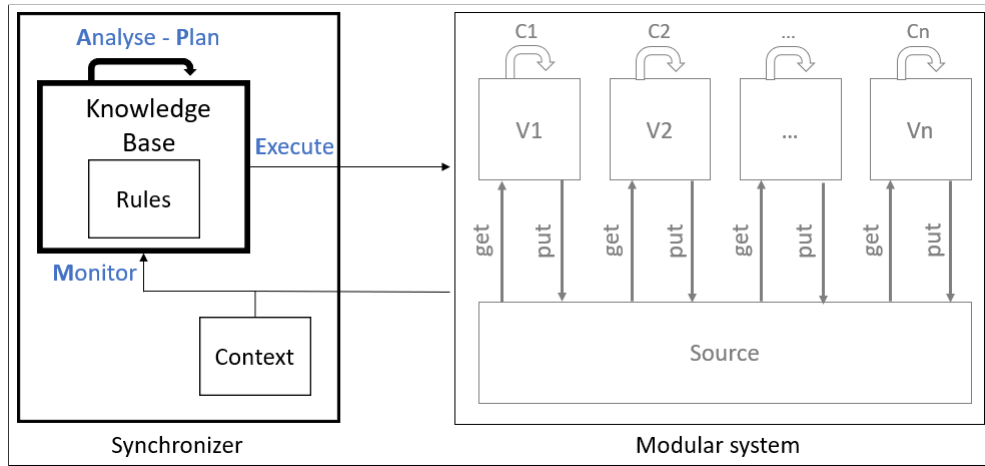 Analyse - Plan
Knowledge
Base
Rules
Execute
Monitor
Context
Synchronizer
C1
C2
...
Cn
V1
V2
...
Vn
get
put
get
put
get
put
get
put
Source
Modular system